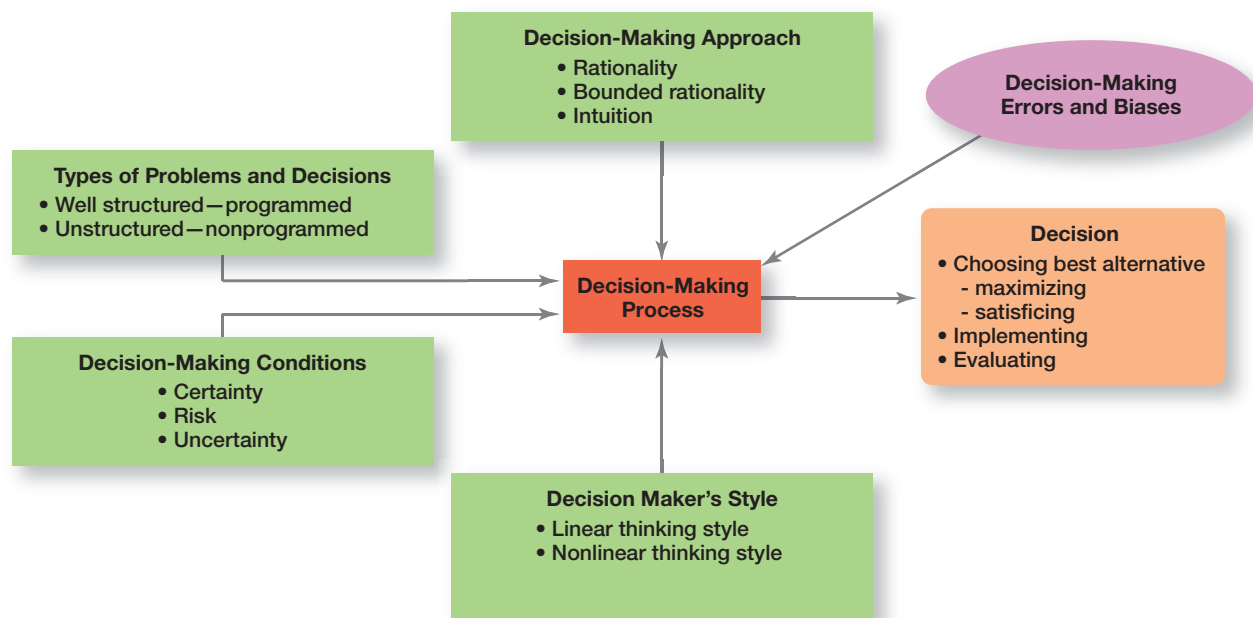 Decision-Making Approach
• Rationality
• Bounded rationality
• Intuition
Decision-Making
Errors and Biases
Types of Problems and Decisions
• Well structured—programmed
• Unstructured—nonprogrammed
Decision-Making
Process
Decision
• Choosing best alternative
- maximizing
- satisficing
• Implementing
• Evaluating
Decision-Making Conditions
• Certainty
• Risk
• Uncertainty
Decision Maker’s Style
• Linear thinking style
• Nonlinear thinking style